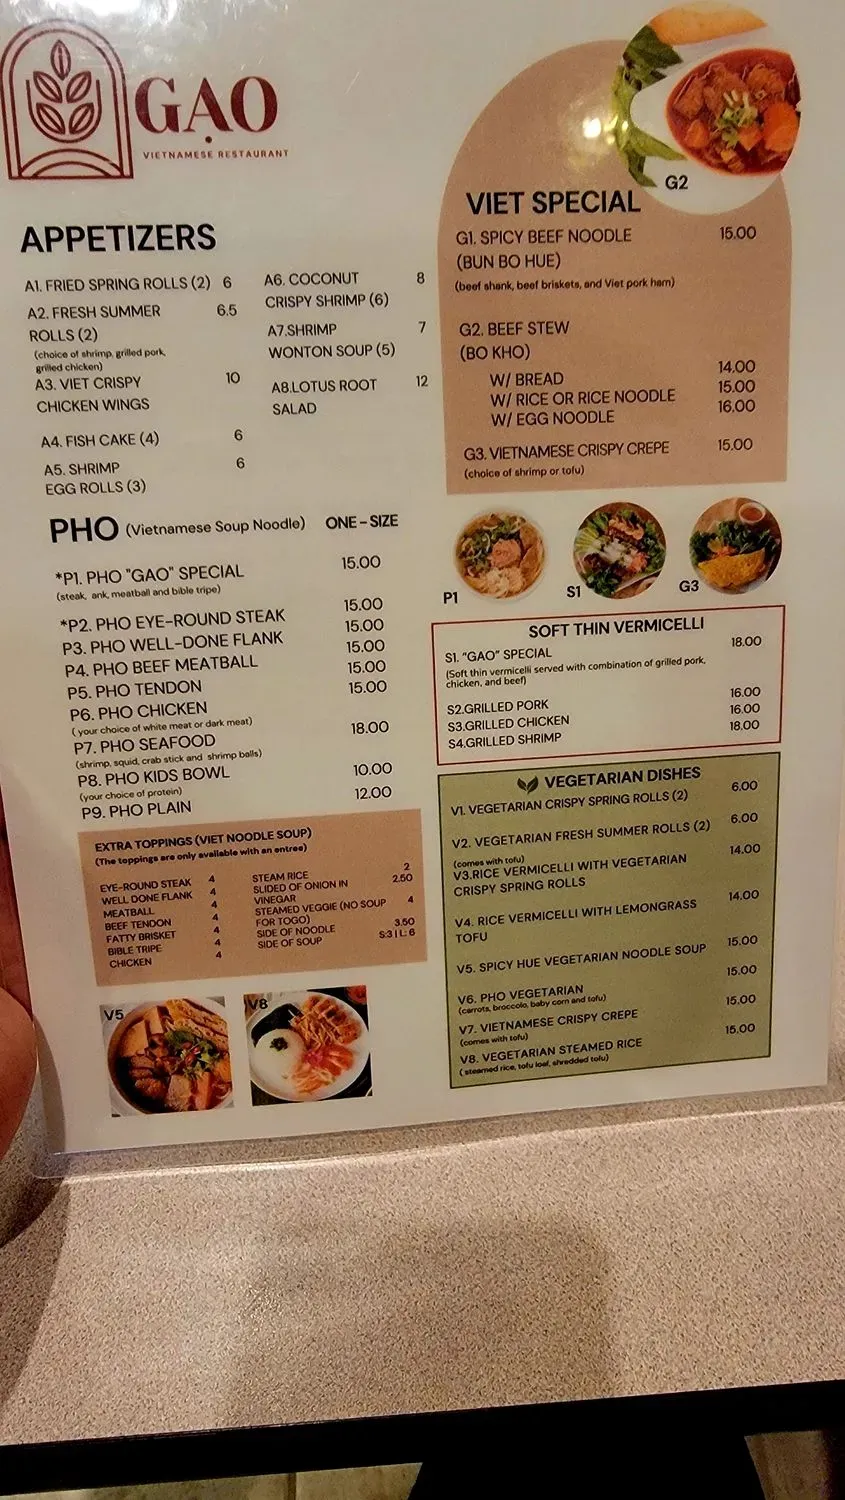 GẠO
VIETNAMESE RESTAURANT
APPETIZERS
A1. FRIED SPRING ROLLS (2) 6
A2. FRESH SUMMER 6.5
ROLLS (2)
(choice of shrimp, grilled pork,
grilled chicken)
A3. VIET CRISPY 10
CHICKEN WINGS
A4. FISH CAKE (4) 6
A5. SHRIMP 6
EGG ROLLS (3)
A6. COCONUT 8
CRISPY SHRIMP (6)
A7.SHRIMP 7
WONTON SOUP (5)
A8.LOTUS ROOT 12
SALAD
PHO (Vietnamese Soup Noodle) ONE-SIZE
*P1. PHO "GAO" SPECIAL 15.00
(steak, ank, meatball and bible tripe)
*P2. PHO EYE-ROUND STEAK 15.00
P3. PHO WELL-DONE FLANK 15.00
P4. PHO BEEF MEATBALL 15.00
P5. PHO TENDON 15.00
P6. PHO CHICKEN 15.00
( your choice of white meat or dark meat)
P7. PHO SEAFOOD 18.00
(shrimp, squid, crab stick and shrimp balls)
P8. PHO KIDS BOWL 10.00
(your choice of protein)
P9. PHO PLAIN 12.00
EXTRA TOPPINGS (VIET NOODLE SOUP)
(The toppings are only available with an entree)
EYE-ROUND STEAK 4
WELL DONE FLANK 4
MEATBALL 4
BEEF TENDON 4
FATTY BRISKET 4
BIBLE TRIPE 4
CHICKEN 4
STEAM RICE 2
SLIDED OF ONION IN 2.50
VINEGAR
STEAMED VEGGIE (NO SOUP 4
FOR TOGO)
SIDE OF NOODLE 3.50
SIDE OF SOUP S:3 | L: 6
V5
V8
G2
VIET SPECIAL
G1. SPICY BEEF NOODLE 15.00
(BUN BO HUE)
(beef shank, beef briskets, and Viet pork ham)
G2. BEEF STEW
(BO KHO)
W/ BREAD 14.00
W/ RICE OR RICE NOODLE 15.00
W/ EGG NOODLE 16.00
G3. VIETNAMESE CRISPY CREPE 15.00
(choice of shrimp or tofu)
P1
S1
G3
SOFT THIN VERMICELLI
S1. "GAO" SPECIAL 18.00
(Soft thin vermicelli served with combination of grilled pork,
chicken, and beef)
S2.GRILLED PORK 16.00
S3.GRILLED CHICKEN 16.00
S4.GRILLED SHRIMP 18.00
VEGETARIAN DISHES
V1. VEGETARIAN CRISPY SPRING ROLLS (2) 6.00
V2. VEGETARIAN FRESH SUMMER ROLLS (2) 6.00
(comes with tofu)
V3.RICE VERMICELLI WITH VEGETARIAN 14.00
CRISPY SPRING ROLLS
V4. RICE VERMICELLI WITH LEMONGRASS 14.00
TOFU
V5. SPICY HUE VEGETARIAN NOODLE SOUP 15.00
V6. PHO VEGETARIAN 15.00
(carrots, broccolo, baby corn and tofu)
V7. VIETNAMESE CRISPY CREPE 15.00
(comes with tofu)
V8. VEGETARIAN STEAMED RICE 15.00
( steamed rice, tofu loaf, shredded tofu)